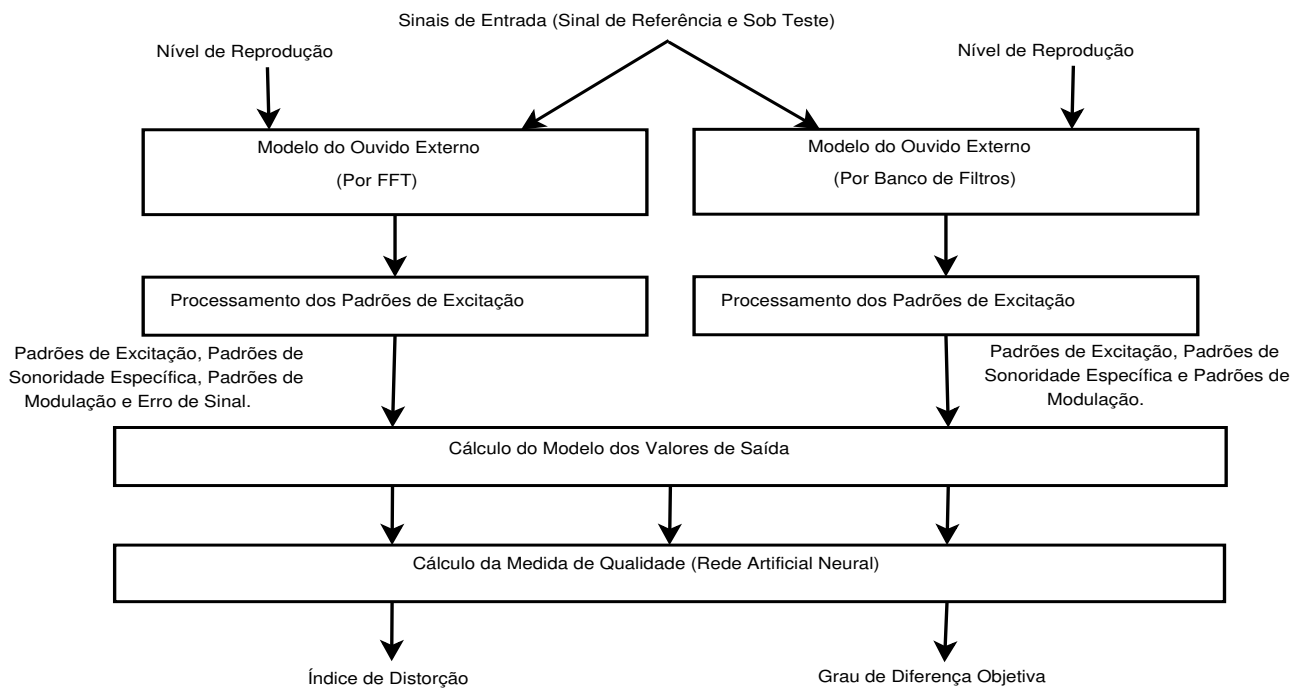 Sinais de Entrada (Sinal de Referência e Sob Teste)
Nível de Reprodução
Nível de Reprodução
Modelo do Ouvido Externo
(Por FFT)
Modelo do Ouvido Externo
(Por Banco de Filtros)
Processamento dos Padrões de Excitação
Processamento dos Padrões de Excitação
Padrões de Excitação, Padrões de
Sonoridade Específica, Padrões de
Modulação e Erro de Sinal.
Padrões de Excitação, Padrões de
Sonoridade Específica e Padrões de
Modulação.
Cálculo do Modelo dos Valores de Saída
Cálculo da Medida de Qualidade (Rede Artificial Neural)
Índice de Distorção
Grau de Diferença Objetiva